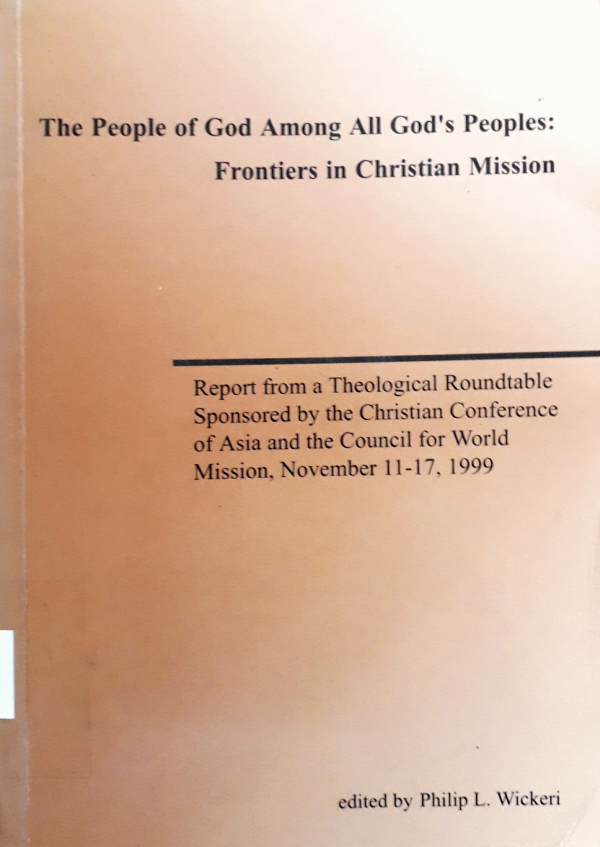 The People of God Among All God's Peoples:
Frontiers in Christian Mission
Report from a Theological Roundtable
Sponsored by the Christian Conference
of Asia and the Council for World
Mission, November 11-17, 1999
edited by Philip L. Wickeri